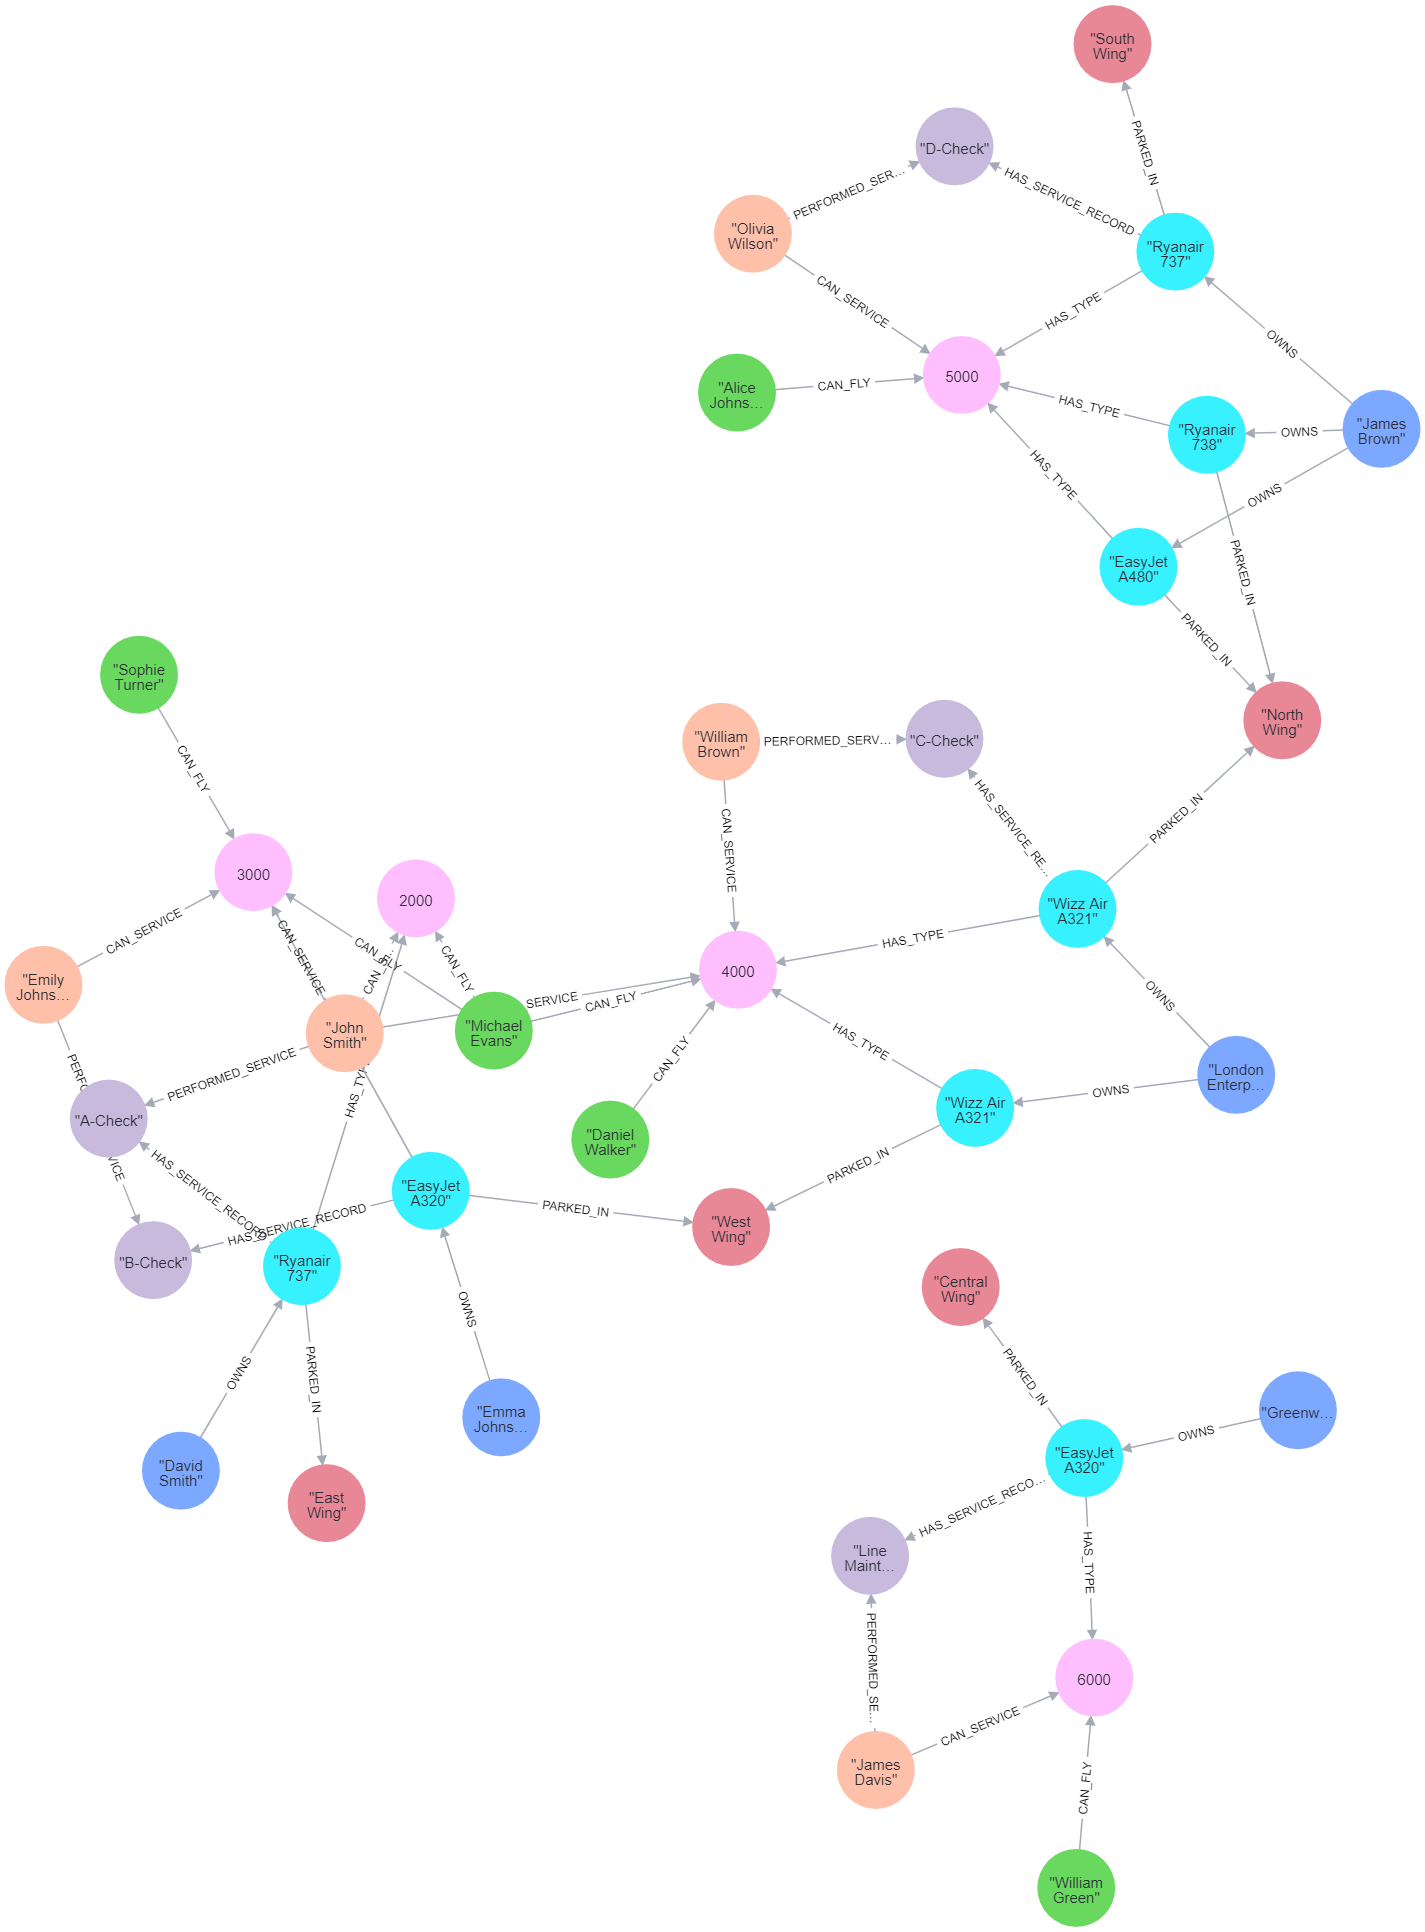 "South
Wing"
PARKED_IN
"D-Check"
PERFORMED_SER…
HAS_SERVICE_RECORD
"Olivia
Wilson"
"Ryanair
737"
CAN_SERVICE
HAS_TYPE
OWNS
"Alice
Johns…
CAN_FLY
5000
HAS_TYPE
"Ryanair
738"
OWNS
"James
Brown"
HAS_TYPE
OWNS
"EasyJet
A480"
PARKED_IN
PARKED_IN
"Sophie
Turner"
CAN_FLY
"William
Brown"
PERFORMED_SERV…
"C-Check"
"North
Wing"
CAN_SERVICE
HAS_SERVICE_RE…
PARKED_IN
3000
2000
"Wizz Air
A321"
CAN_SERVICE
CAN_SERVICE
CAN_FLY
CAN_…
CAN_FLY
HAS_TYPE
4000
"Emily
Johns…
"John
Smith"
"Michael
Evans"
SERVICE
CAN_FLY
OWNS
HAS_TYPE
CAN_FLY
PERFORMED_SERVICE
HAS_TYPE
PERFO
"London
Enterp…
"A-Check"
"Daniel
Walker"
"Wizz Air
A321"
OWNS
VICE
HAS_SERVICE_RECORD
"EasyJet
A320"
PARKED_IN
PARKED_IN
HAS_SERVICE_RECORD
"West
Wing"
"B-Check"
"Ryanair
737"
"Central
Wing"
OWNS
OWNS
PARKED_IN
PARKED_IN
"Emma
Johns…
"Greenw…
OWNS
"EasyJet
A320"
"David
Smith"
"East
Wing"
HAS_SERVICE_RECO…
"Line
Maint…
HAS_TYPE
PERFORMED_SE…
6000
CAN_SERVICE
"James
Davis"
CAN_FLY
"William
Green"